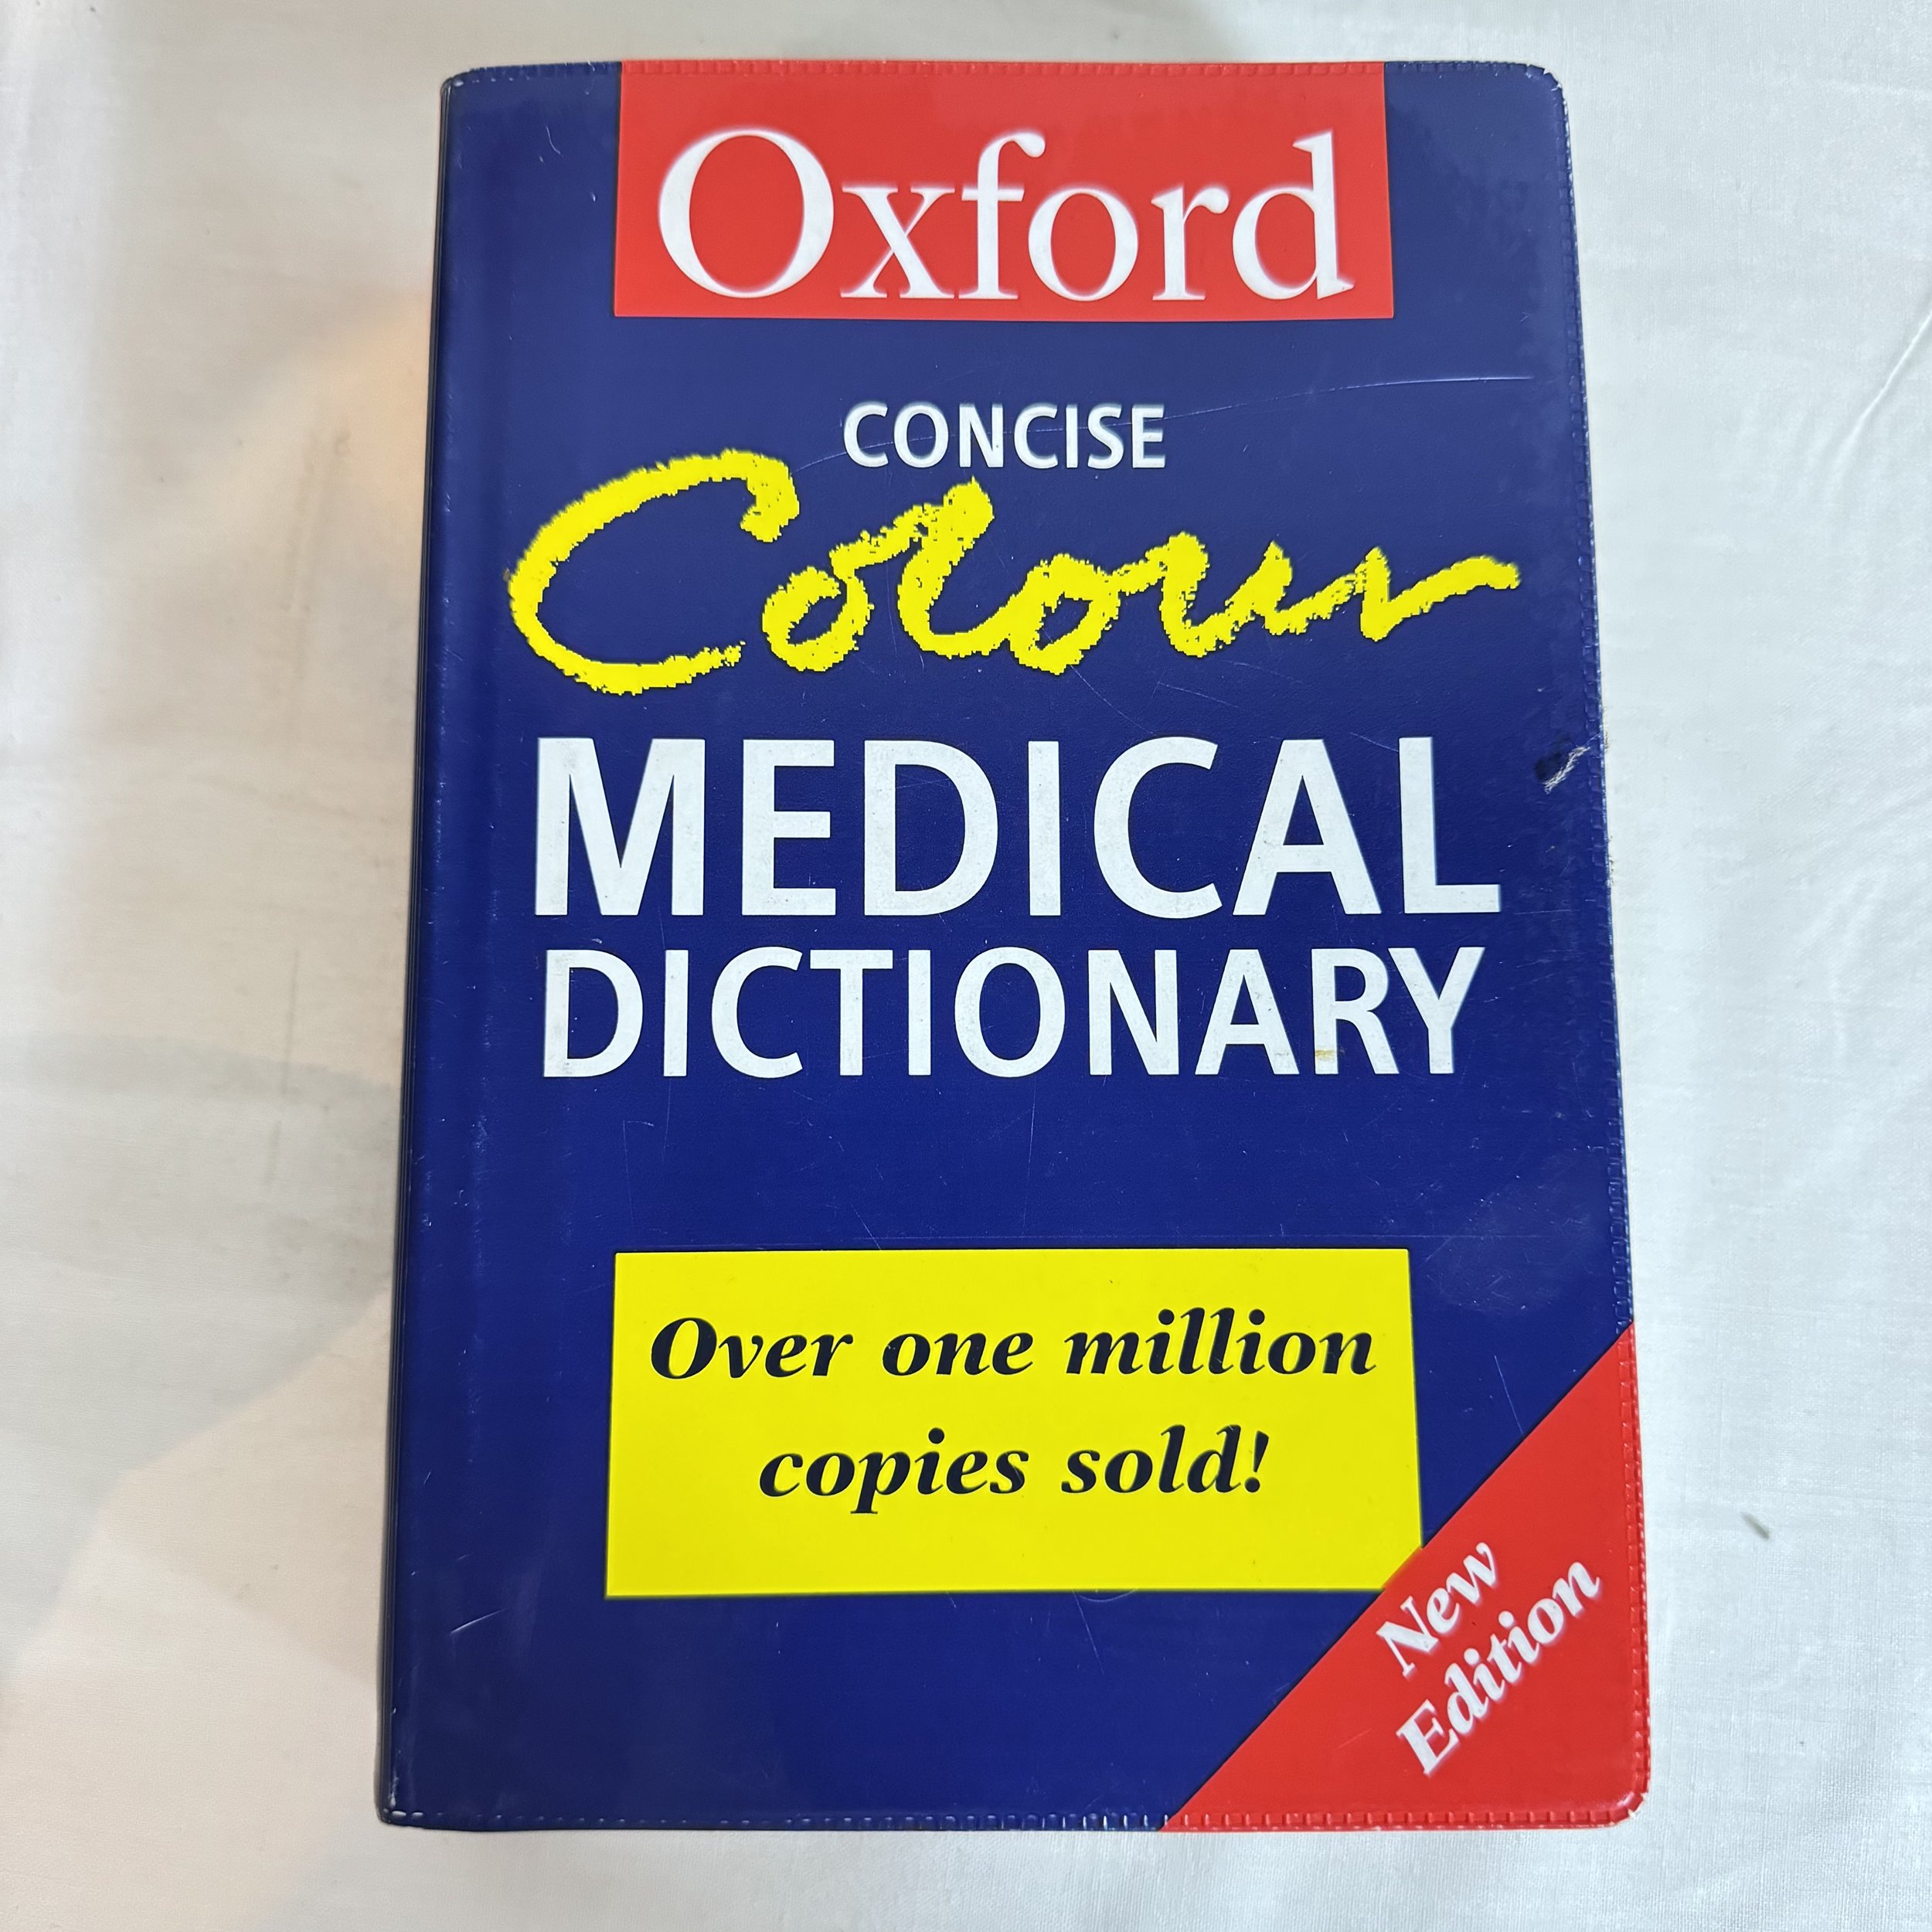 Oxford
CONCISE
Colour
MEDICAL
DICTIONARY
Over one million
copies sold!
New
Edition